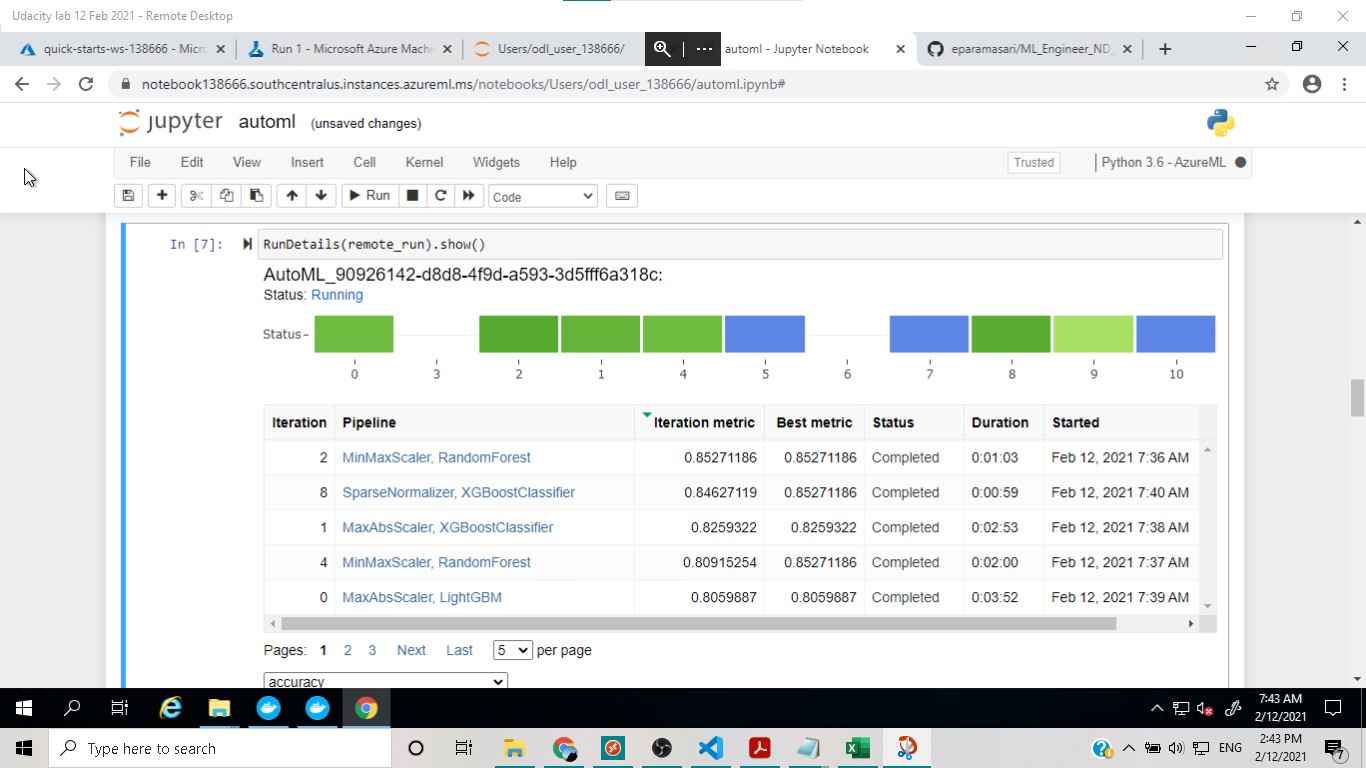 Udacity lab 12 Feb 2021 - Remote Desktop
quick-starts-ws-138666 - Micro
Run 1 - Microsoft Azure Machi
Users/odl_user_138666/
automl - Jupyter Notebook
eparamasari/ML_Engineer_ND_
notebook138666.southcentralus.instances.azureml.ms/notebooks/Users/odl_user_138666/automl.ipynb#
jupyter automl (unsaved changes)
File Edit View Insert Cell Kernel Widgets Help Trusted Python 3.6 - AzureML
Run Code
In [7]: RunDetails(remote_run).show()
AutoML_90926142-d8d8-4f9d-a593-3d5fff6a318c:
Status: Running
Status
0 3 2 1 4 5 6 7 8 9 10
Iteration Pipeline Iteration metric Best metric Status Duration Started
2 MinMaxScaler, RandomForest 0.85271186 0.85271186 Completed 0:01:03 Feb 12, 2021 7:36 AM
8 SparseNormalizer, XGBoostClassifier 0.84627119 0.85271186 Completed 0:00:59 Feb 12, 2021 7:40 AM
1 MaxAbsScaler, XGBoostClassifier 0.8259322 0.8259322 Completed 0:02:53 Feb 12, 2021 7:38 AM
4 MinMaxScaler, RandomForest 0.80915254 0.85271186 Completed 0:02:00 Feb 12, 2021 7:37 AM
0 MaxAbsScaler, LightGBM 0.8059887 0.8059887 Completed 0:03:52 Feb 12, 2021 7:39 AM
Pages: 1 2 3 Next Last 5 per page
accuracy
7:43 AM
2/12/2021
Type here to search
ENG
2:43 PM
2/12/2021
7